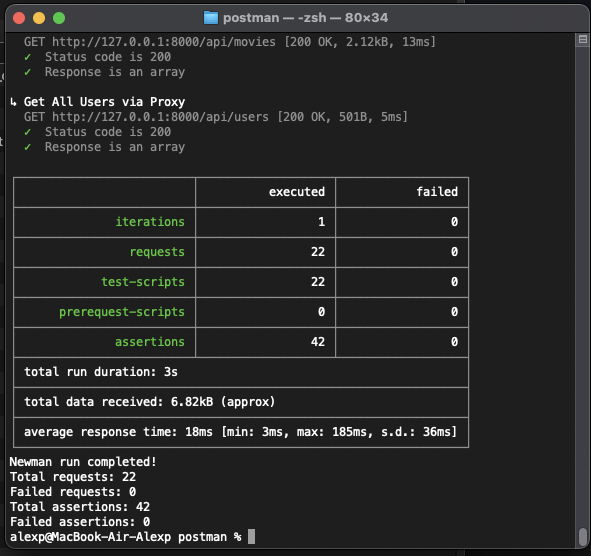 postman — -zsh — 80×34
GET http://127.0.0.1:8000/api/movies [200 OK, 2.12kB, 13ms]
✓ Status code is 200
✓ Response is an array
↳ Get All Users via Proxy
GET http://127.0.0.1:8000/api/users [200 OK, 501B, 5ms]
✓ Status code is 200
✓ Response is an array
executed failed
iterations 1 0
requests 22 0
test-scripts 22 0
prerequest-scripts 0 0
assertions 42 0
total run duration: 3s
total data received: 6.82kB (approx)
average response time: 18ms [min: 3ms, max: 185ms, s.d.: 36ms]
Newman run completed!
Total requests: 22
Failed requests: 0
Total assertions: 42
Failed assertions: 0
alexp@MacBook-Air-Alexp postman %